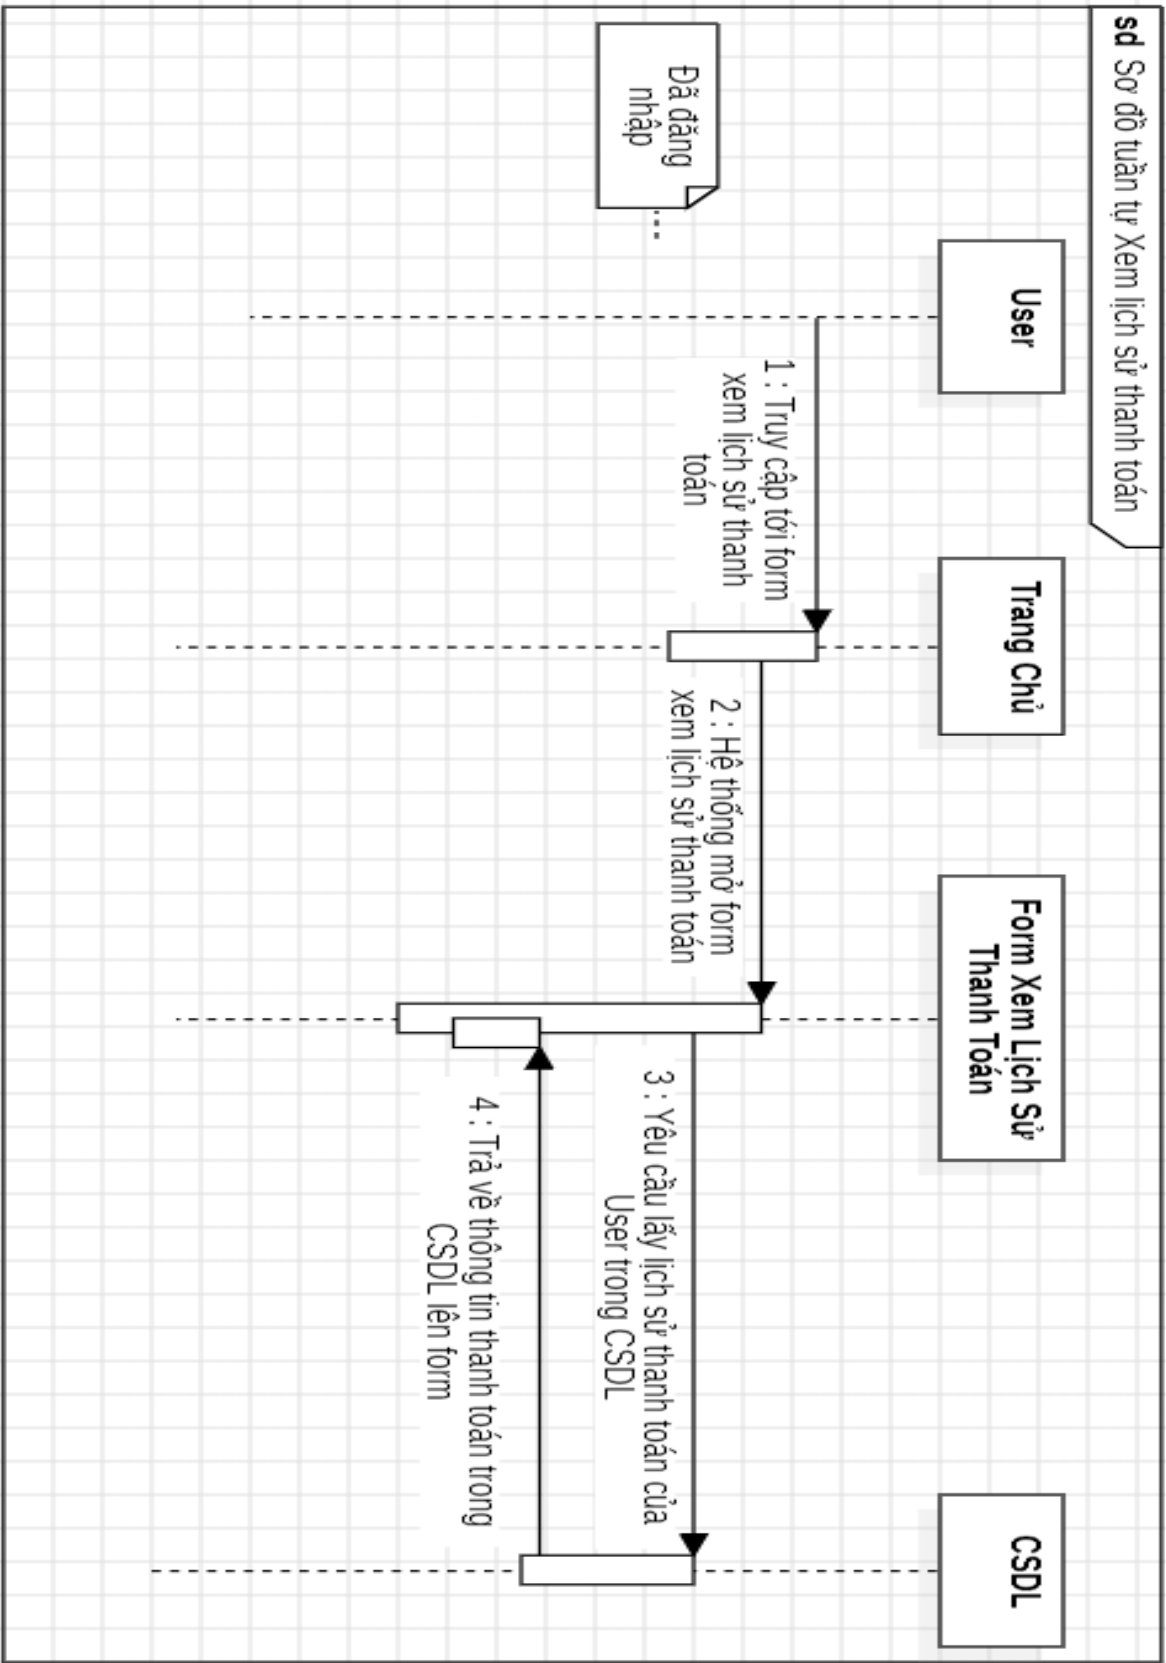 sd Sơ đồ tuần tự Xem lịch sử thanh toán
User
Trang Chủ
Form Xem Lịch Sử
Thanh Toán
CSDL
Đã đăng
nhập
1 : Truy cập tới form
xem lịch sử thanh
toán
2 : Hệ thống mở form
xem lịch sử thanh toán
3 : Yêu cầu lấy lịch sử thanh toán của
User trong CSDL
4 : Trả về thông tin thanh toán trong
CSDL lên form